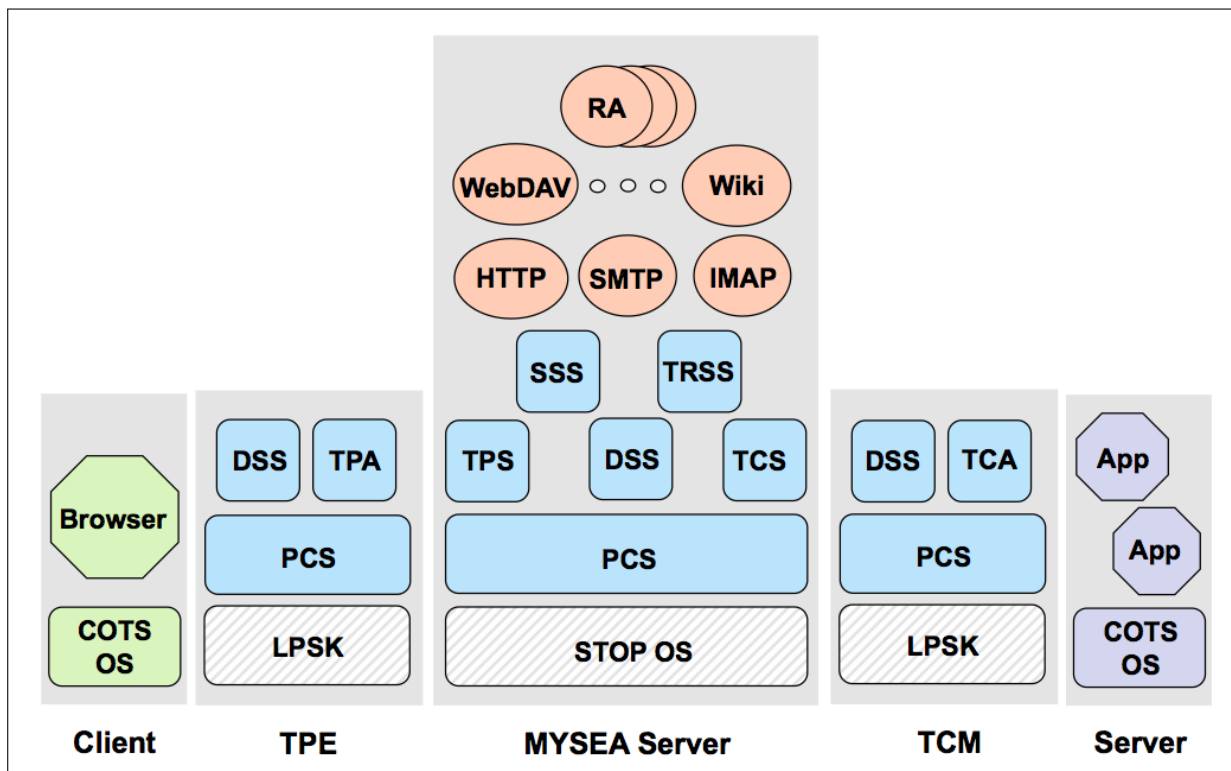 RA
WebDAV
Wiki
HTTP
SMTP
IMAP
SSS
TRSS
DSS
TPA
TPS
DSS
TCS
DSS
TCA
App
Browser
App
PCS
PCS
PCS
COTS
OS
LPSK
STOP OS
LPSK
COTS
OS
Client
TPE
MYSEA Server
TCM
Server